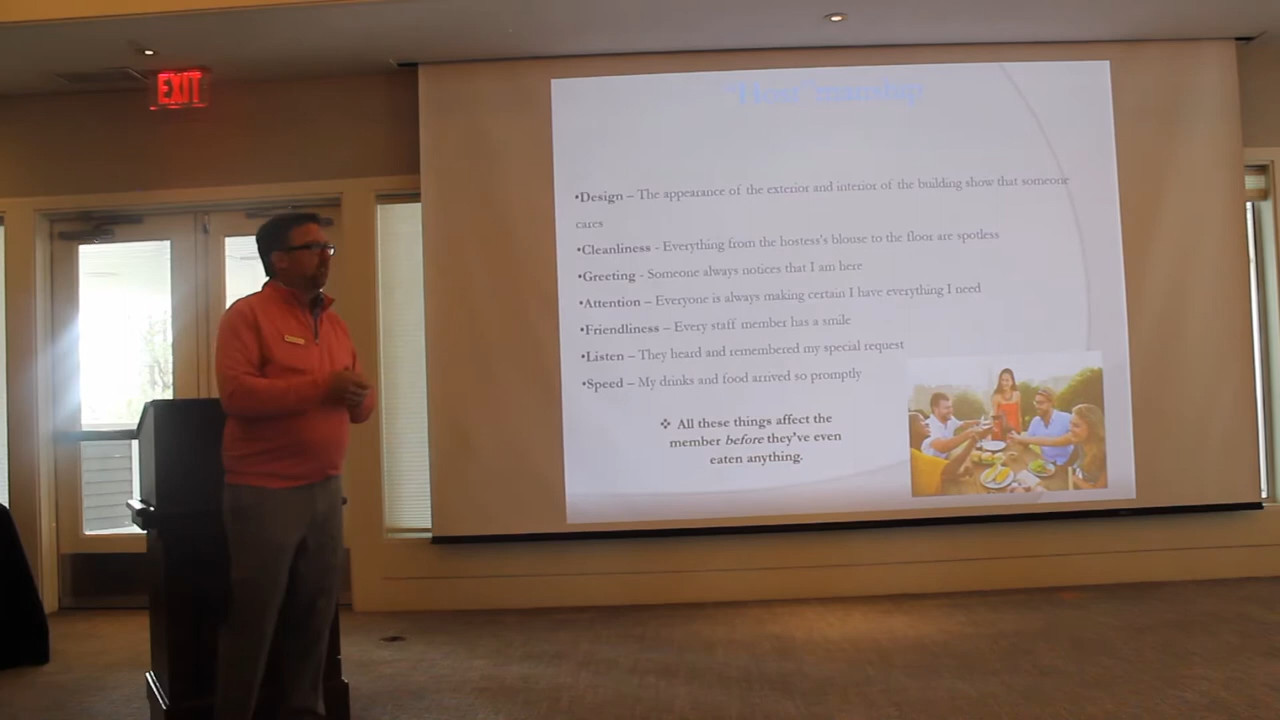 EXIT
"Host"manship
•Design – The appearance of the exterior and interior of the building show that someone
cares
•Cleanliness - Everything from the hostess's blouse to the floor are spotless
•Greeting - Someone always notices that I am here
•Attention – Everyone is always making certain I have everything I need
•Friendliness – Every staff member has a smile
•Listen – They heard and remembered my special request
•Speed – My drinks and food arrived so promptly
❖ All these things affect the
member before they've even
eaten anything.